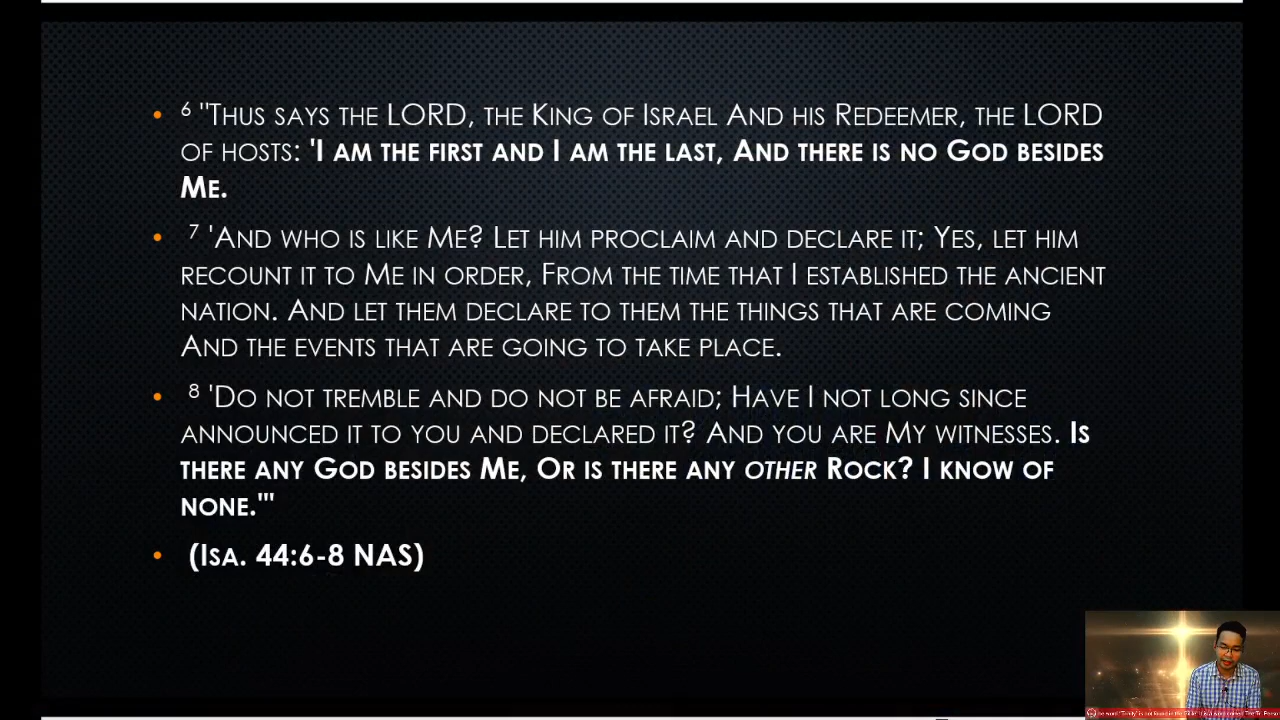 6 "Thus says the LORD, the King of Israel And his Redeemer, the LORD
of hosts: 'I am the first and I am the last, And there is no God besides
Me.
7 'And who is like Me? Let him proclaim and declare it; Yes, let him
recount it to Me in order, From the time that I established the ancient
nation. And let them declare to them the things that are coming
And the events that are going to take place.
8 'Do not tremble and do not be afraid; Have I not long since
announced it to you and declared it? And you are My witnesses. Is
there any God besides Me, Or is there any other Rock? I know of
none.'"
(Isa. 44:6-8 NAS)
is not found in the